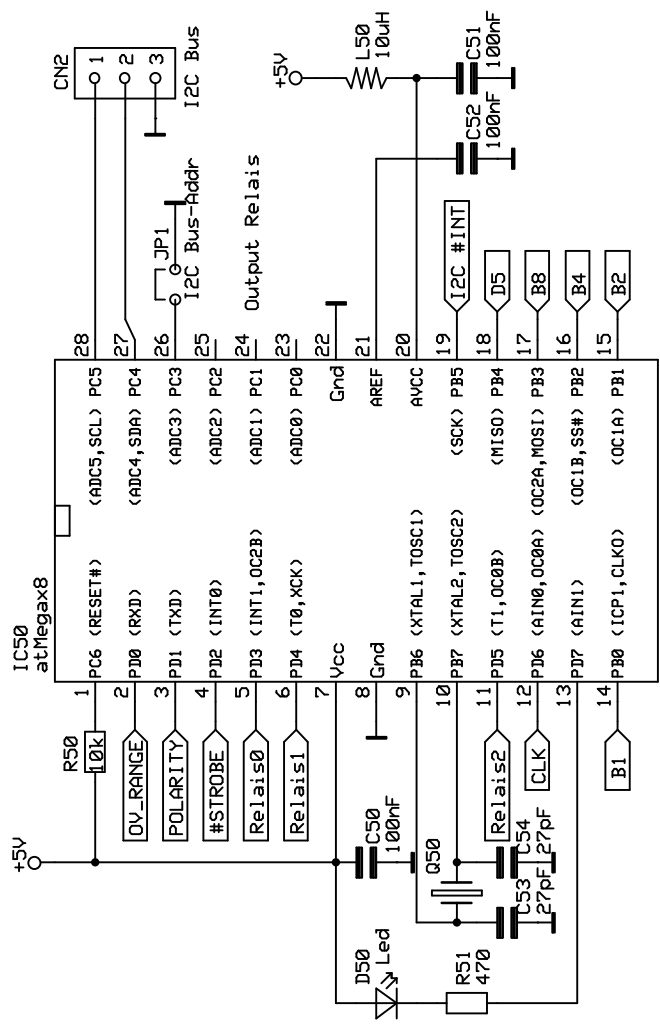 CN2
1
2
3
I2C Bus
+5V
L50
10uH
C51
100nF
C52
100nF
JP1
I2C Bus-Addr
Output Relais
I2C #INT
D5
B8
B4
B2
28
27
26
25
24
23
22
21
20
19
18
17
16
15
(ADC5,SCL) PC5
(ADC4,SDA) PC4
(ADC3) PC3
(ADC2) PC2
(ADC1) PC1
(ADC0) PC0
Gnd
AREF
AVCC
(SCK) PB5
(MISO) PB4
(OC2A,MOSI) PB3
(OC1B,SS#) PB2
(OC1A) PB1
IC50
atMegax8
PC6 (RESET#)
PD0 (RXD)
PD1 (TXD)
PD2 (INT0)
PD3 (INT1,OC2B)
PD4 (T0,XCK)
Vcc
Gnd
PB6 (XTAL1,TOSC1)
PB7 (XTAL2,TOSC2)
PD5 (T1,OC0B)
PD6 (AIN0,OC0A)
PD7 (AIN1)
PB0 (ICP1,CLKO)
1
2
3
4
5
6
7
8
9
10
11
12
13
14
R50
10k
OV_RANGE
POLARITY
#STROBE
Relais0
Relais1
Relais2
CLK
B1
+5V
C50
100nF
Q50
C54
27pF
C53
27pF
D50
Led
R51
470